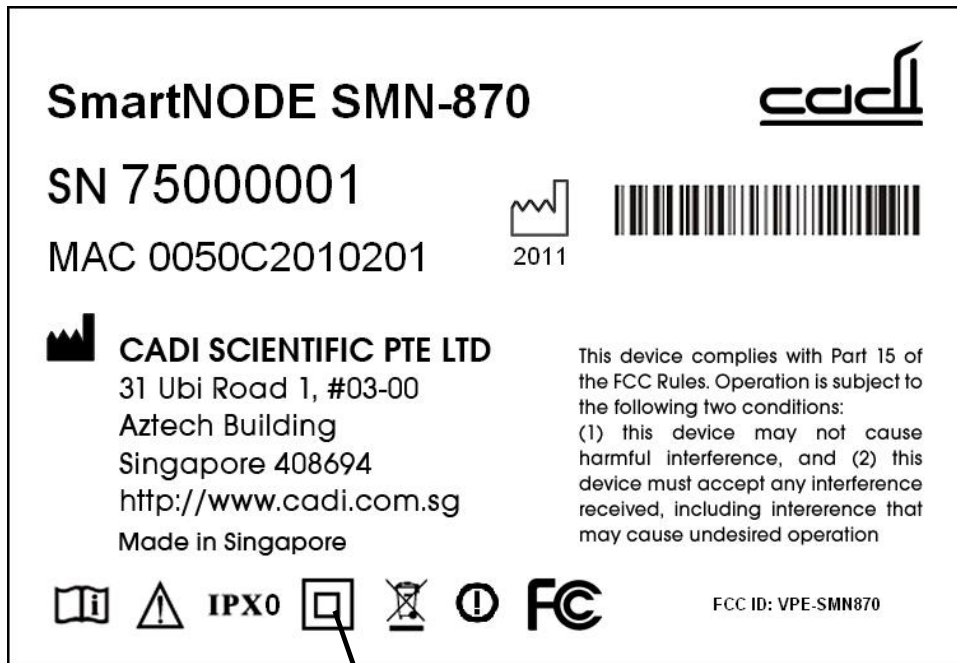 SmartNODE SMN-870
cadi
SN 75000001
MAC 0050C2010201
2011
CADI SCIENTIFIC PTE LTD
31 Ubi Road 1, #03-00
Aztech Building
Singapore 408694
http://www.cadi.com.sg
Made in Singapore
This device complies with Part 15 of
the FCC Rules. Operation is subject to
the following two conditions:
(1) this device may not cause
harmful interference, and (2) this
device must accept any interference
received, including intererence that
may cause undesired operation
IPX0
FC
FCC ID: VPE-SMN870